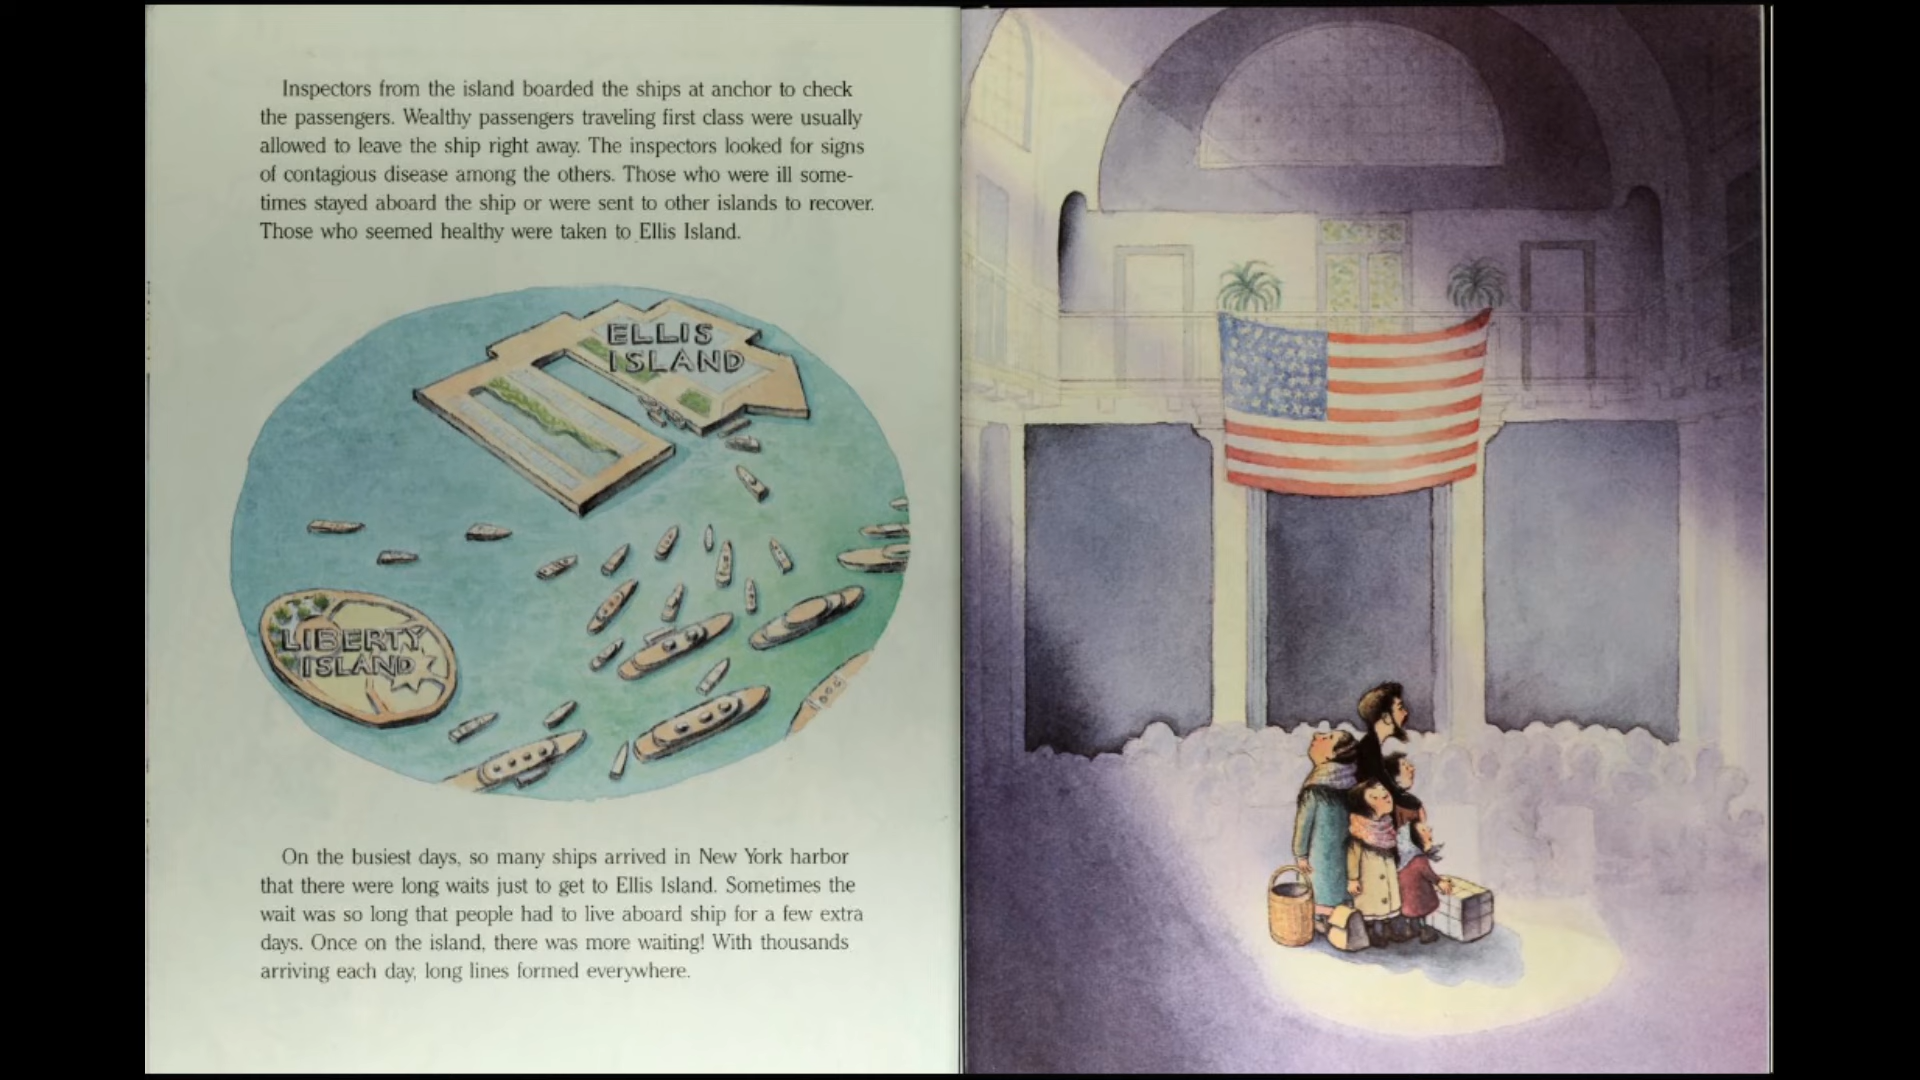 Inspectors from the island boarded the ships at anchor to check
the passengers. Wealthy passengers traveling first class were usually
allowed to leave the ship right away. The inspectors looked for signs
of contagious disease among the others. Those who were ill some-
times stayed aboard the ship or were sent to other islands to recover.
Those who seemed healthy were taken to Ellis Island.
ELLIS
ISLAND
LIBERTY
ISLAND
On the busiest days, so many ships arrived in New York harbor
that there were long waits just to get to Ellis Island. Sometimes the
wait was so long that people had to live aboard ship for a few extra
days. Once on the island, there was more waiting! With thousands
arriving each day, long lines formed everywhere.